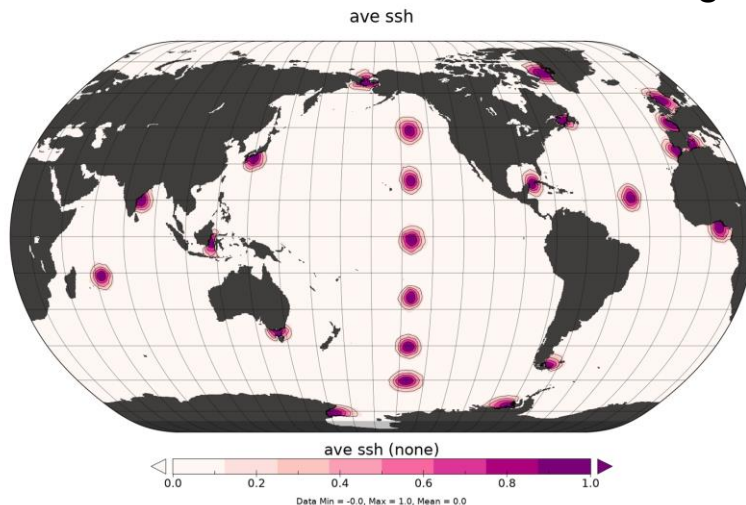 g
ave ssh
ave ssh (none)
0.0 0.2 0.4 0.6 0.8 1.0
Data Min = -0.0, Max = 1.0, Mean = 0.0